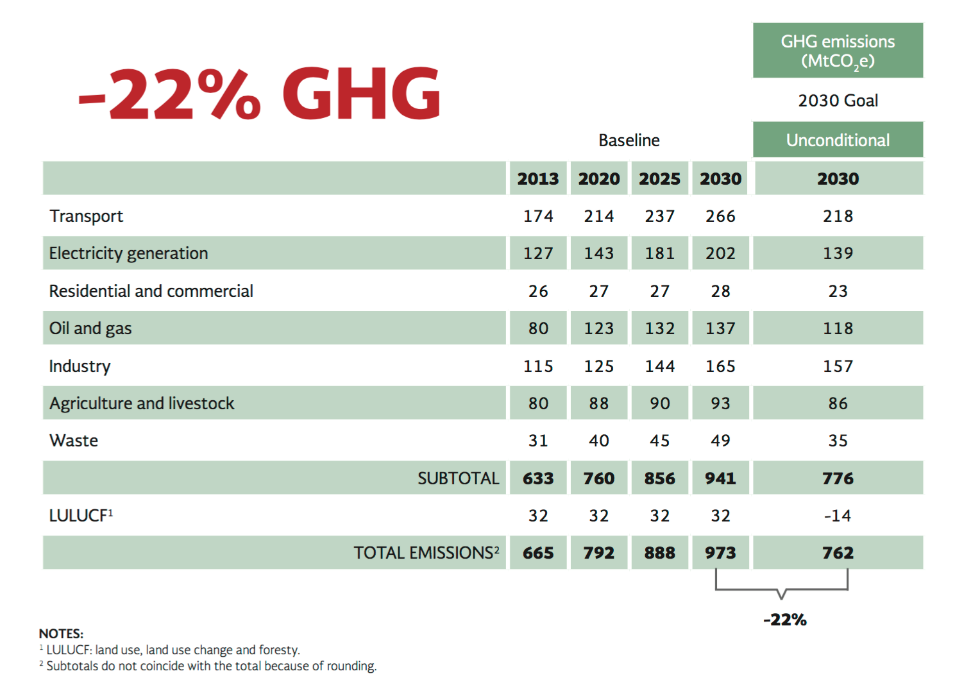 GHG emissions
(MtCO₂e)
-22% GHG
2030 Goal
Baseline
Unconditional
2013 2020 2025 2030 2030
Transport 174 214 237 266 218
Electricity generation 127 143 181 202 139
Residential and commercial 26 27 27 28 23
Oil and gas 80 123 132 137 118
Industry 115 125 144 165 157
Agriculture and livestock 80 88 90 93 86
Waste 31 40 45 49 35
SUBTOTAL 633 760 856 941 776
LULUCF¹ 32 32 32 32 -14
TOTAL EMISSIONS² 665 792 888 973 762
-22%
NOTES:
¹ LULUCF: land use, land use change and foresty.
² Subtotals do not coincide with the total because of rounding.